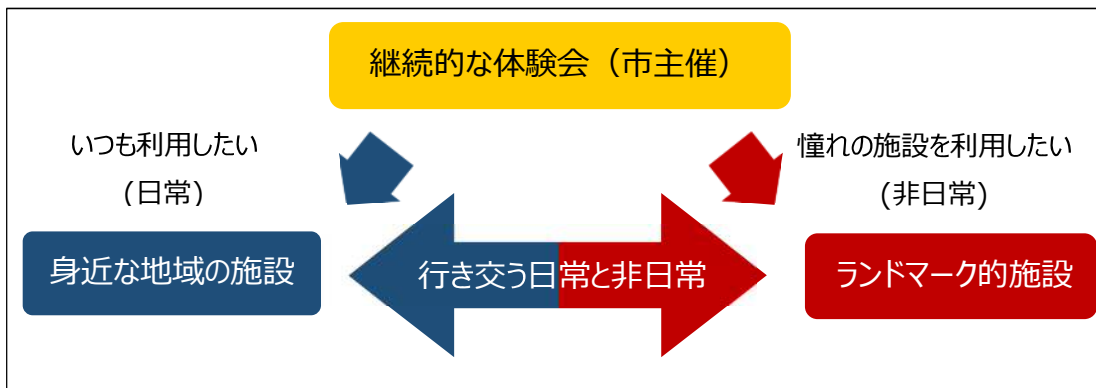 継続的な体験会（市主催）
いつも利用したい
(日常)
憧れの施設を利用したい
(非日常)
身近な地域の施設
行き交う日常と非日常
ランドマーク的施設